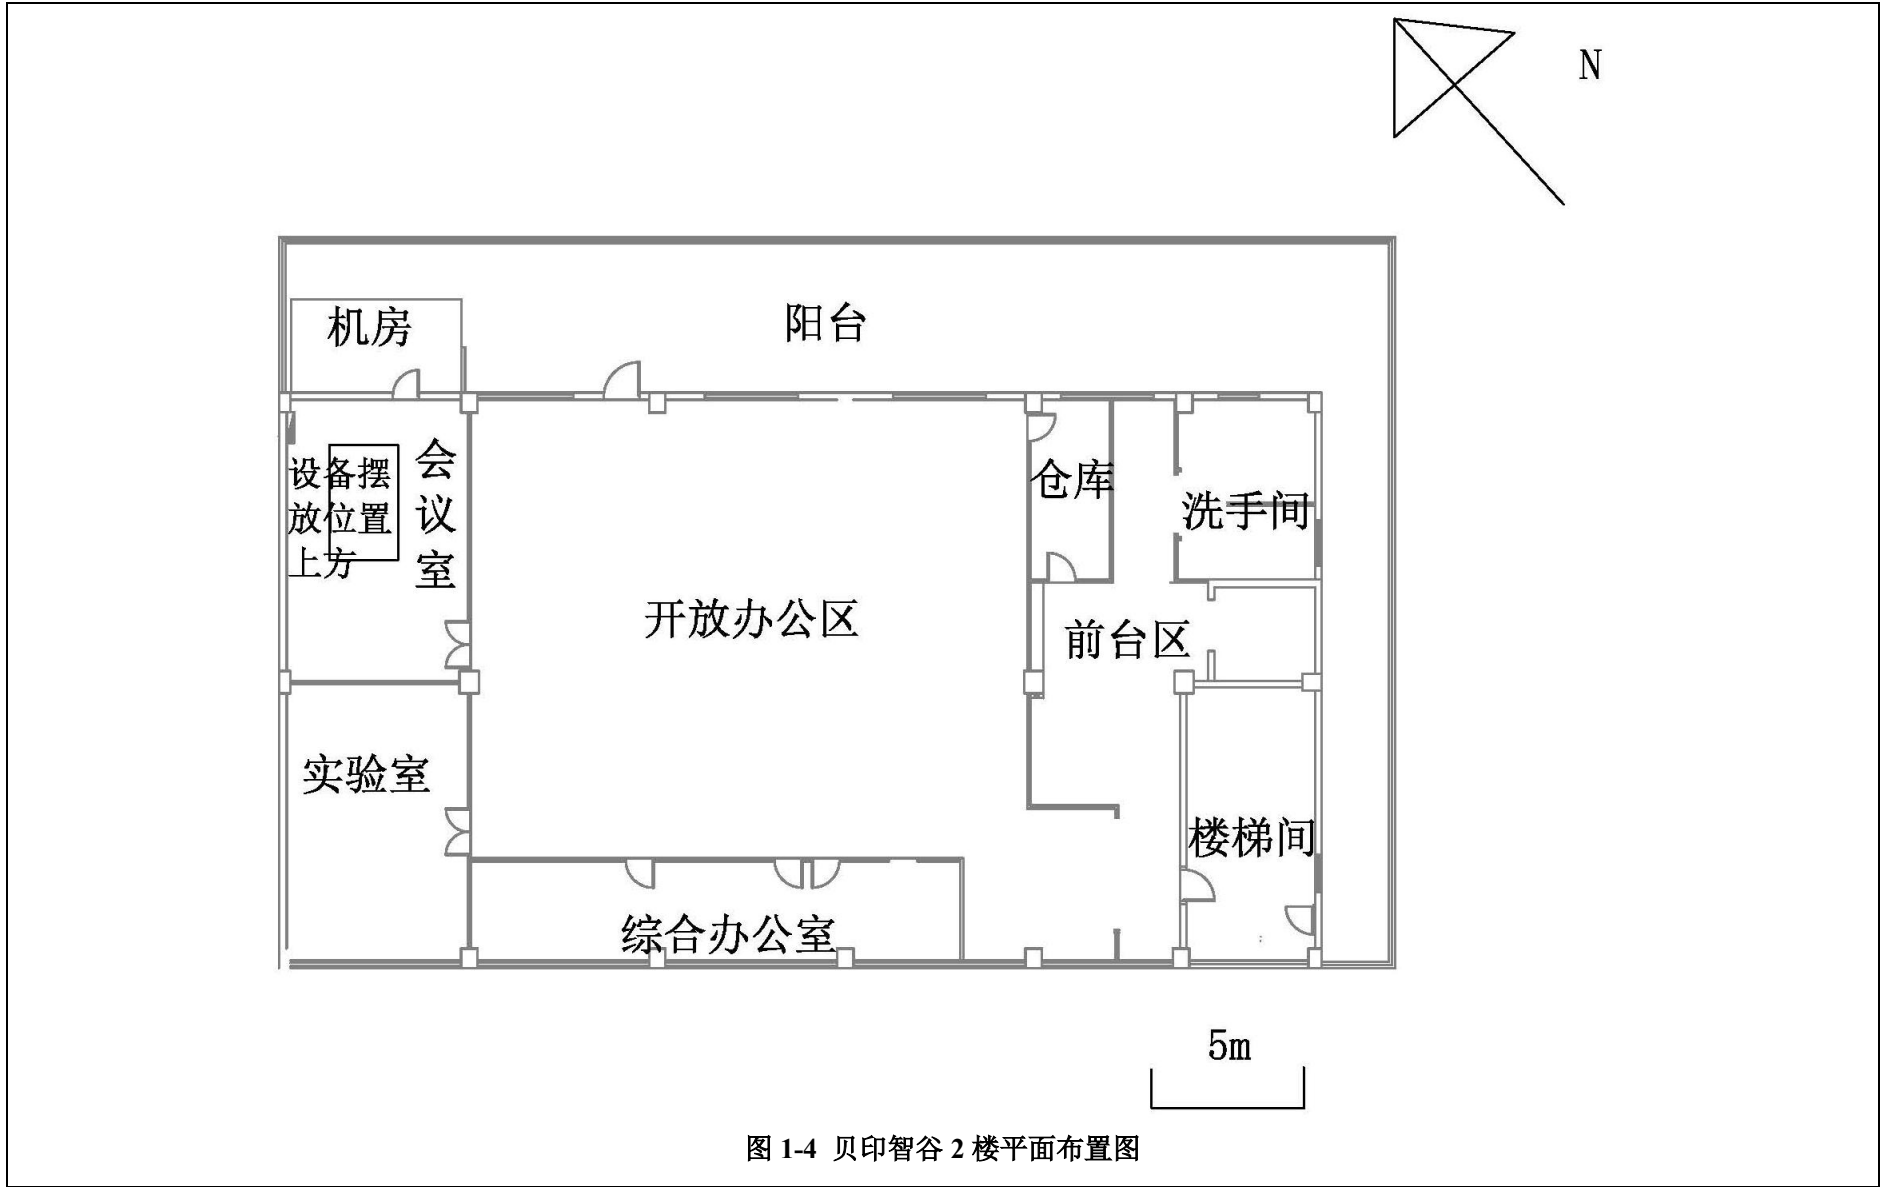 N
机房
阳台
会议室
设备摆
放位置
上方
仓库
洗手间
开放办公区
前台区
实验室
楼梯间
综合办公室
5m
图 1-4 贝印智谷 2 楼平面布置图